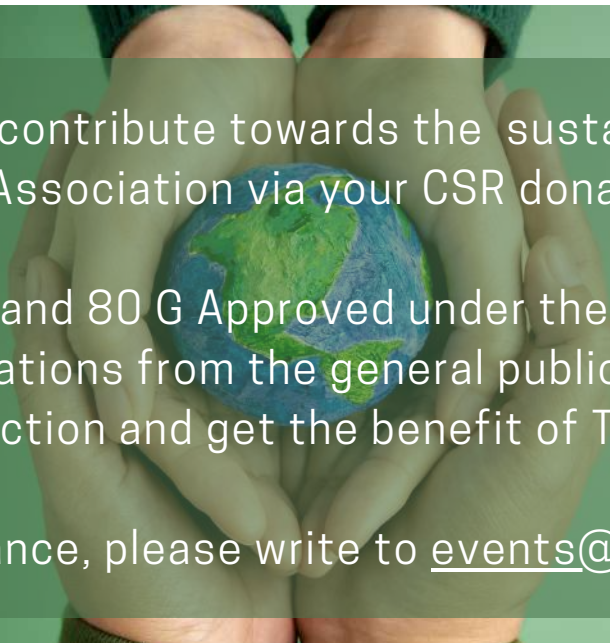 contribute towards the susta
Association via your CSR dona
and 80 G Approved under the
ations from the general public
ction and get the benefit of T
nce, please write to events@